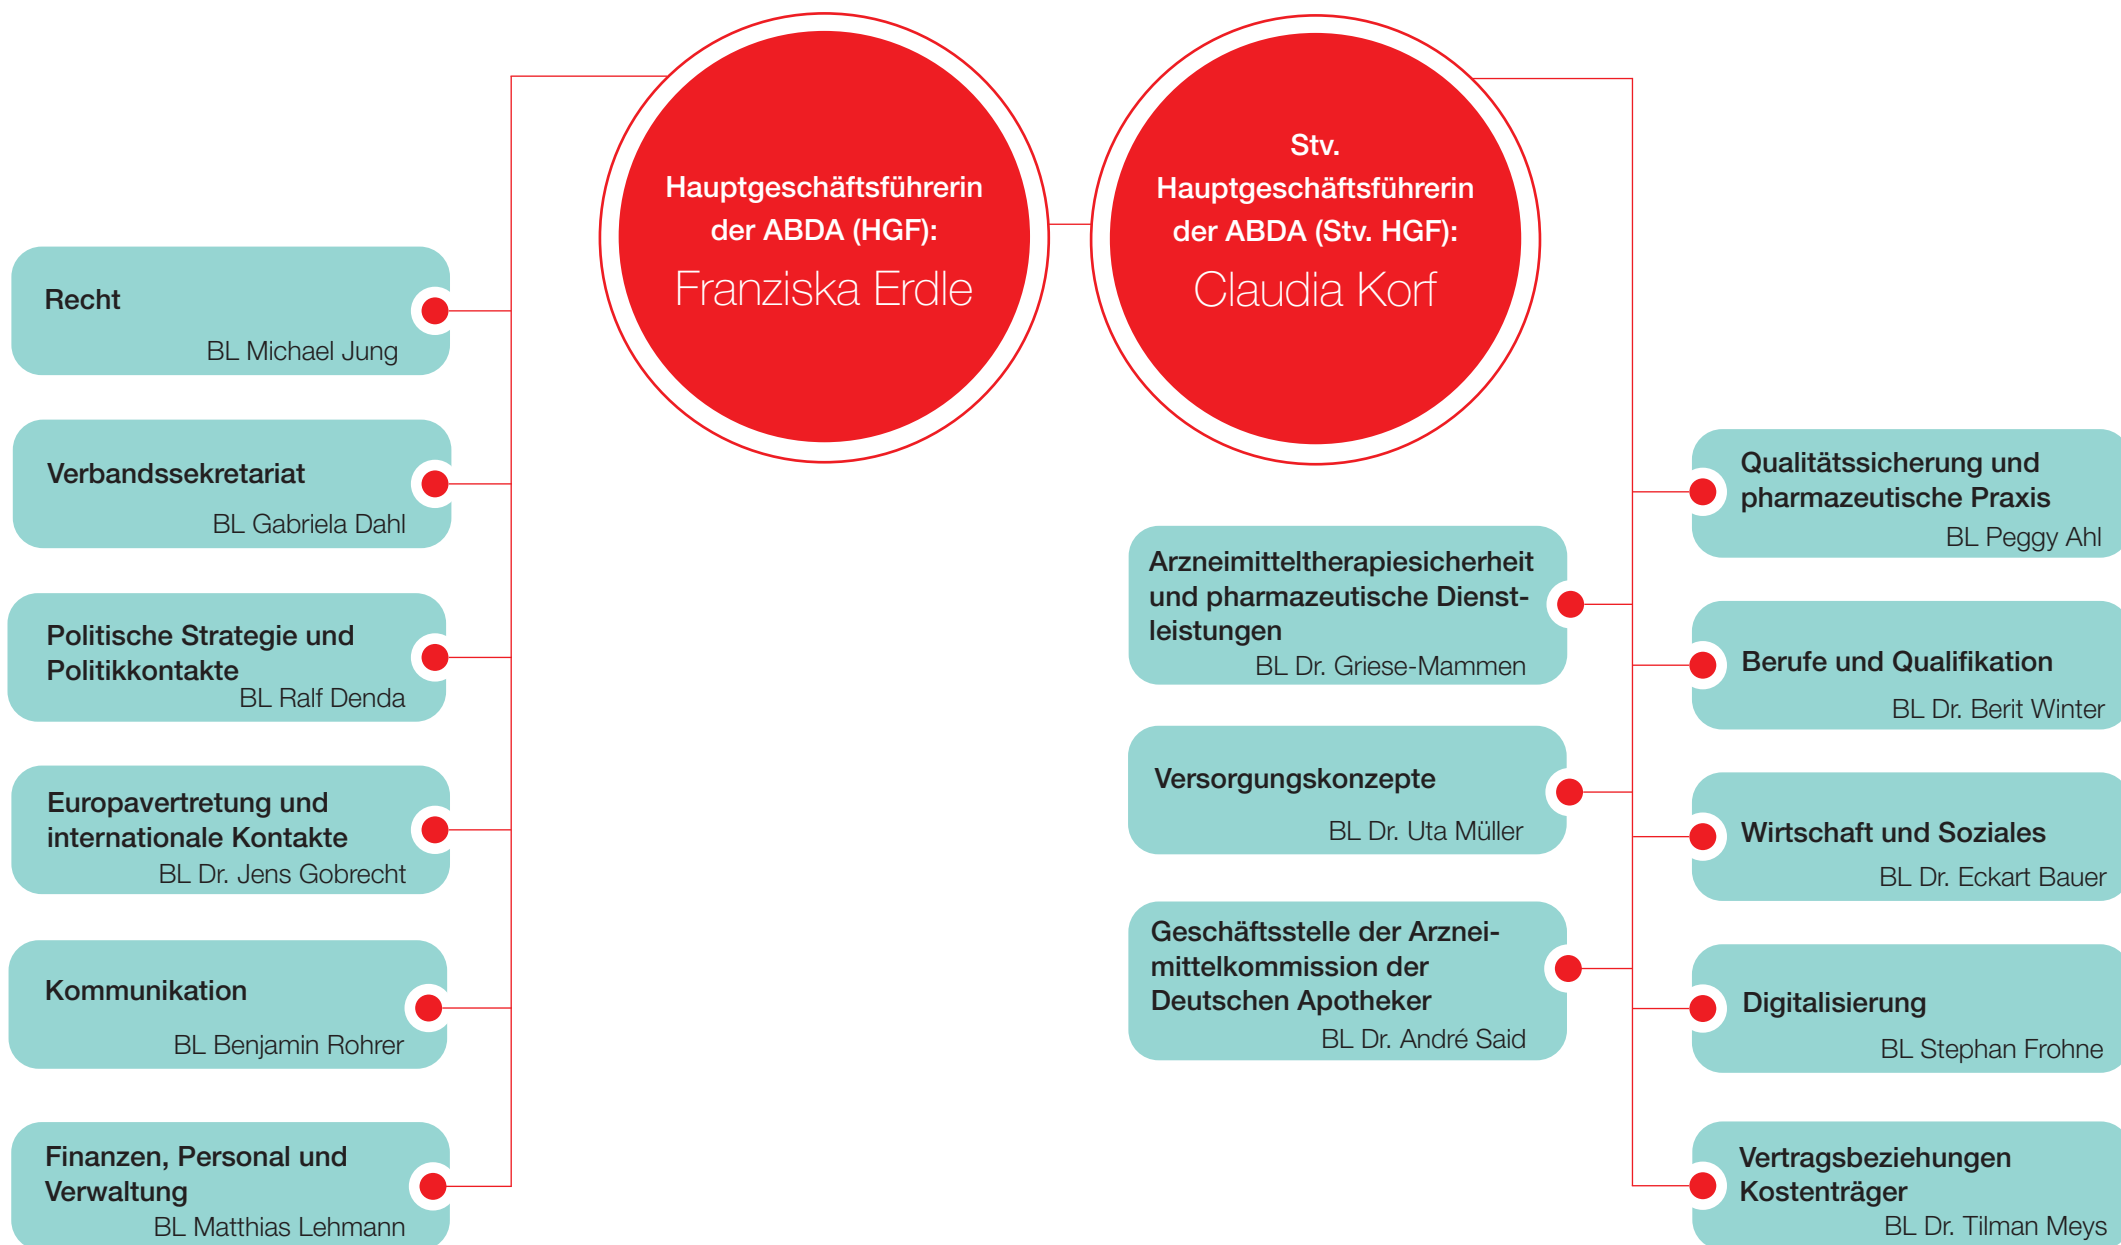 Hauptgeschäftsführerin
der ABDA (HGF):
Franziska Erdle
Stv.
Hauptgeschäftsführerin
der ABDA (Stv. HGF):
Claudia Korf
Recht
BL Michael Jung
Verbandssekretariat
BL Gabriela Dahl
Politische Strategie und
Politikkontakte
BL Ralf Denda
Europavertretung und
internationale Kontakte
BL Dr. Jens Gobrecht
Kommunikation
BL Benjamin Rohrer
Finanzen, Personal und
Verwaltung
BL Matthias Lehmann
Arzneimitteltherapiesicherheit
und pharmazeutische Dienst-
leistungen
BL Dr. Griese-Mammen
Versorgungskonzepte
BL Dr. Uta Müller
Geschäftsstelle der Arznei-
mittelkommission der
Deutschen Apotheker
BL Dr. André Said
Qualitätssicherung und
pharmazeutische Praxis
BL Peggy Ahl
Berufe und Qualifikation
BL Dr. Berit Winter
Wirtschaft und Soziales
BL Dr. Eckart Bauer
Digitalisierung
BL Stephan Frohne
Vertragsbeziehungen
Kostenträger
BL Dr. Tilman Meys